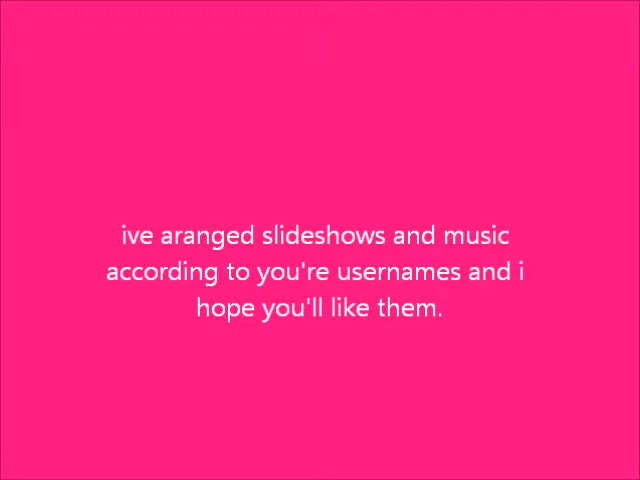 ive aranged slideshows and music
according to you're usernames and i
hope you'll like them.